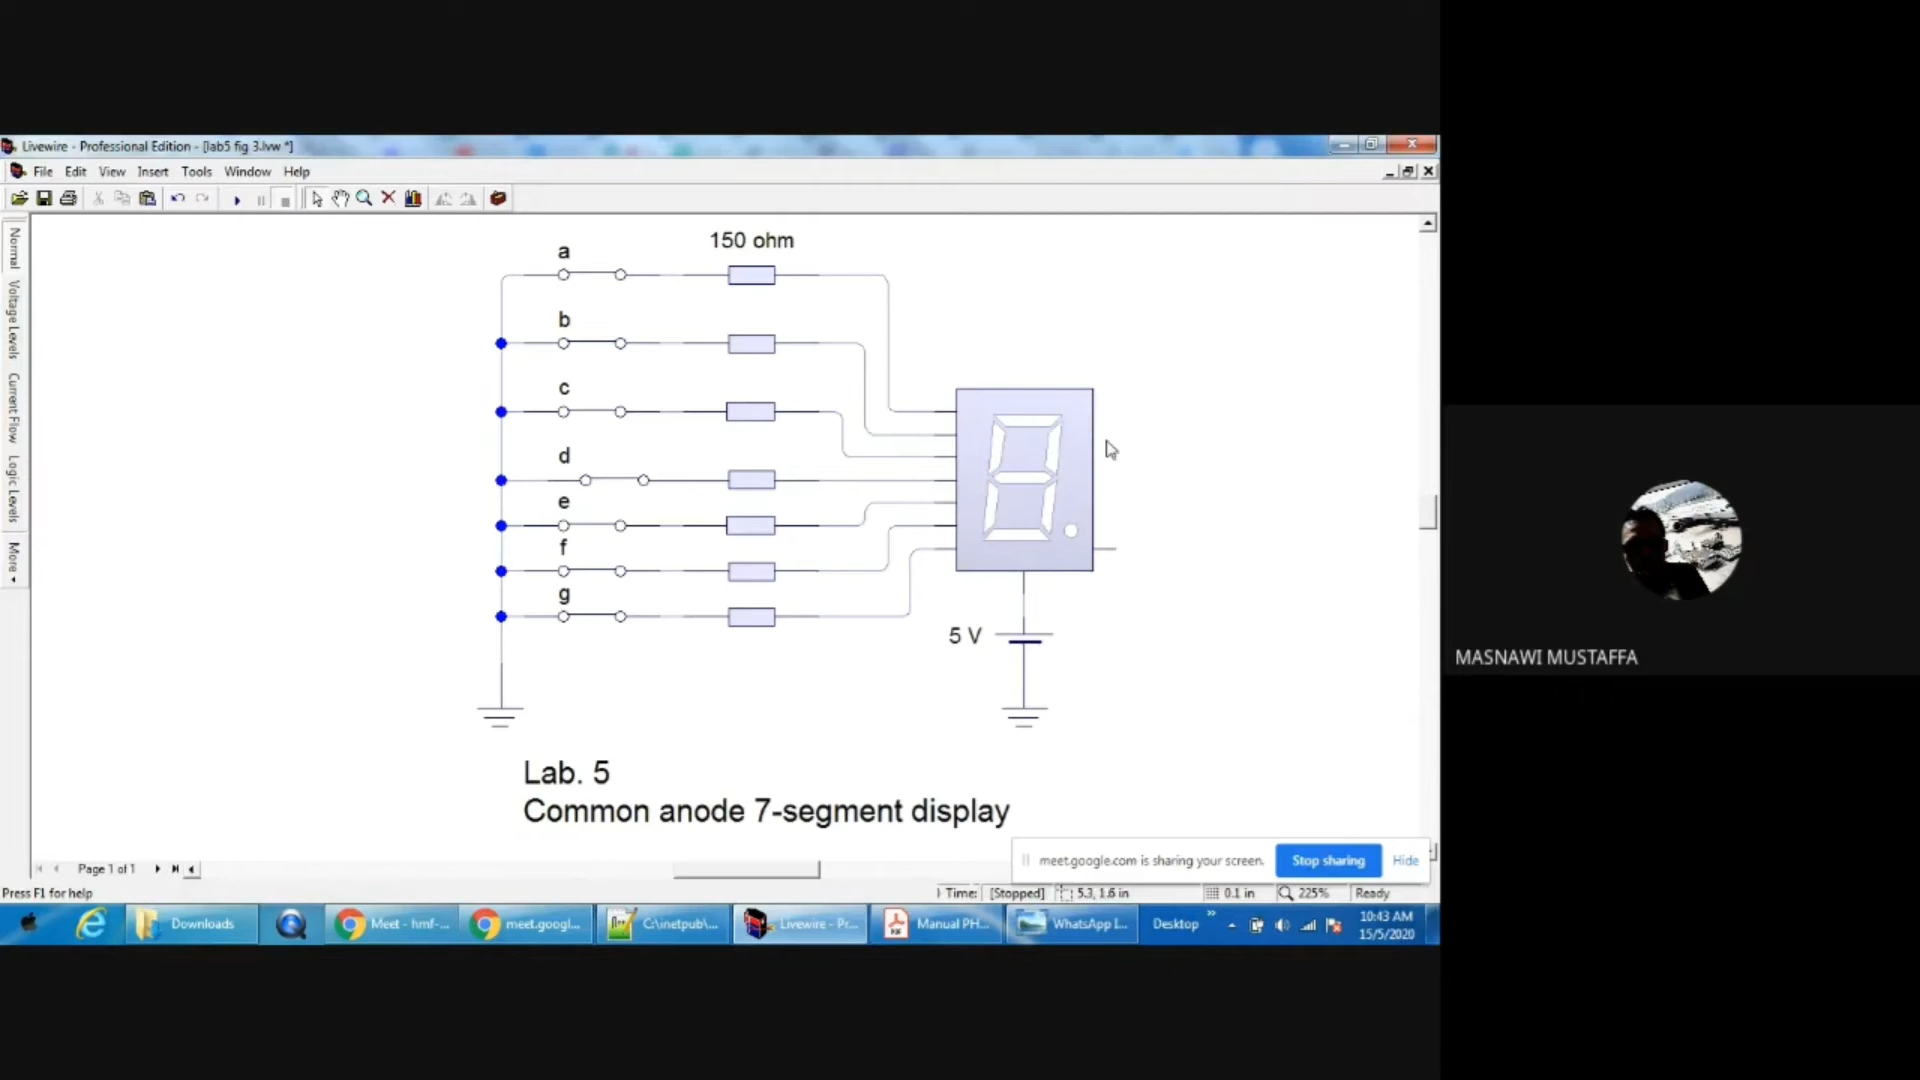 Livewire - Professional Edition - [lab5 fig 3.lvw *]
File Edit View Insert Tools Window Help
Normal
Voltage Levels
Current Flow
Logic Levels
More
a
150 ohm
b
c
d
e
f
g
5 V
Lab. 5
Common anode 7-segment display
MASNAWI MUSTAFFA
meet.google.com is sharing your screen. Stop sharing Hide
Page 1 of 1
Press F1 for help Time: [Stopped] 5.3, 1.6 in 0.1 in 225% Ready
Downloads Meet - hmf-... meet.googl... C:\inetpub\... Livewire - Pr... Manual PH... WhatsApp I... Desktop » 10:43 AM
15/5/2020